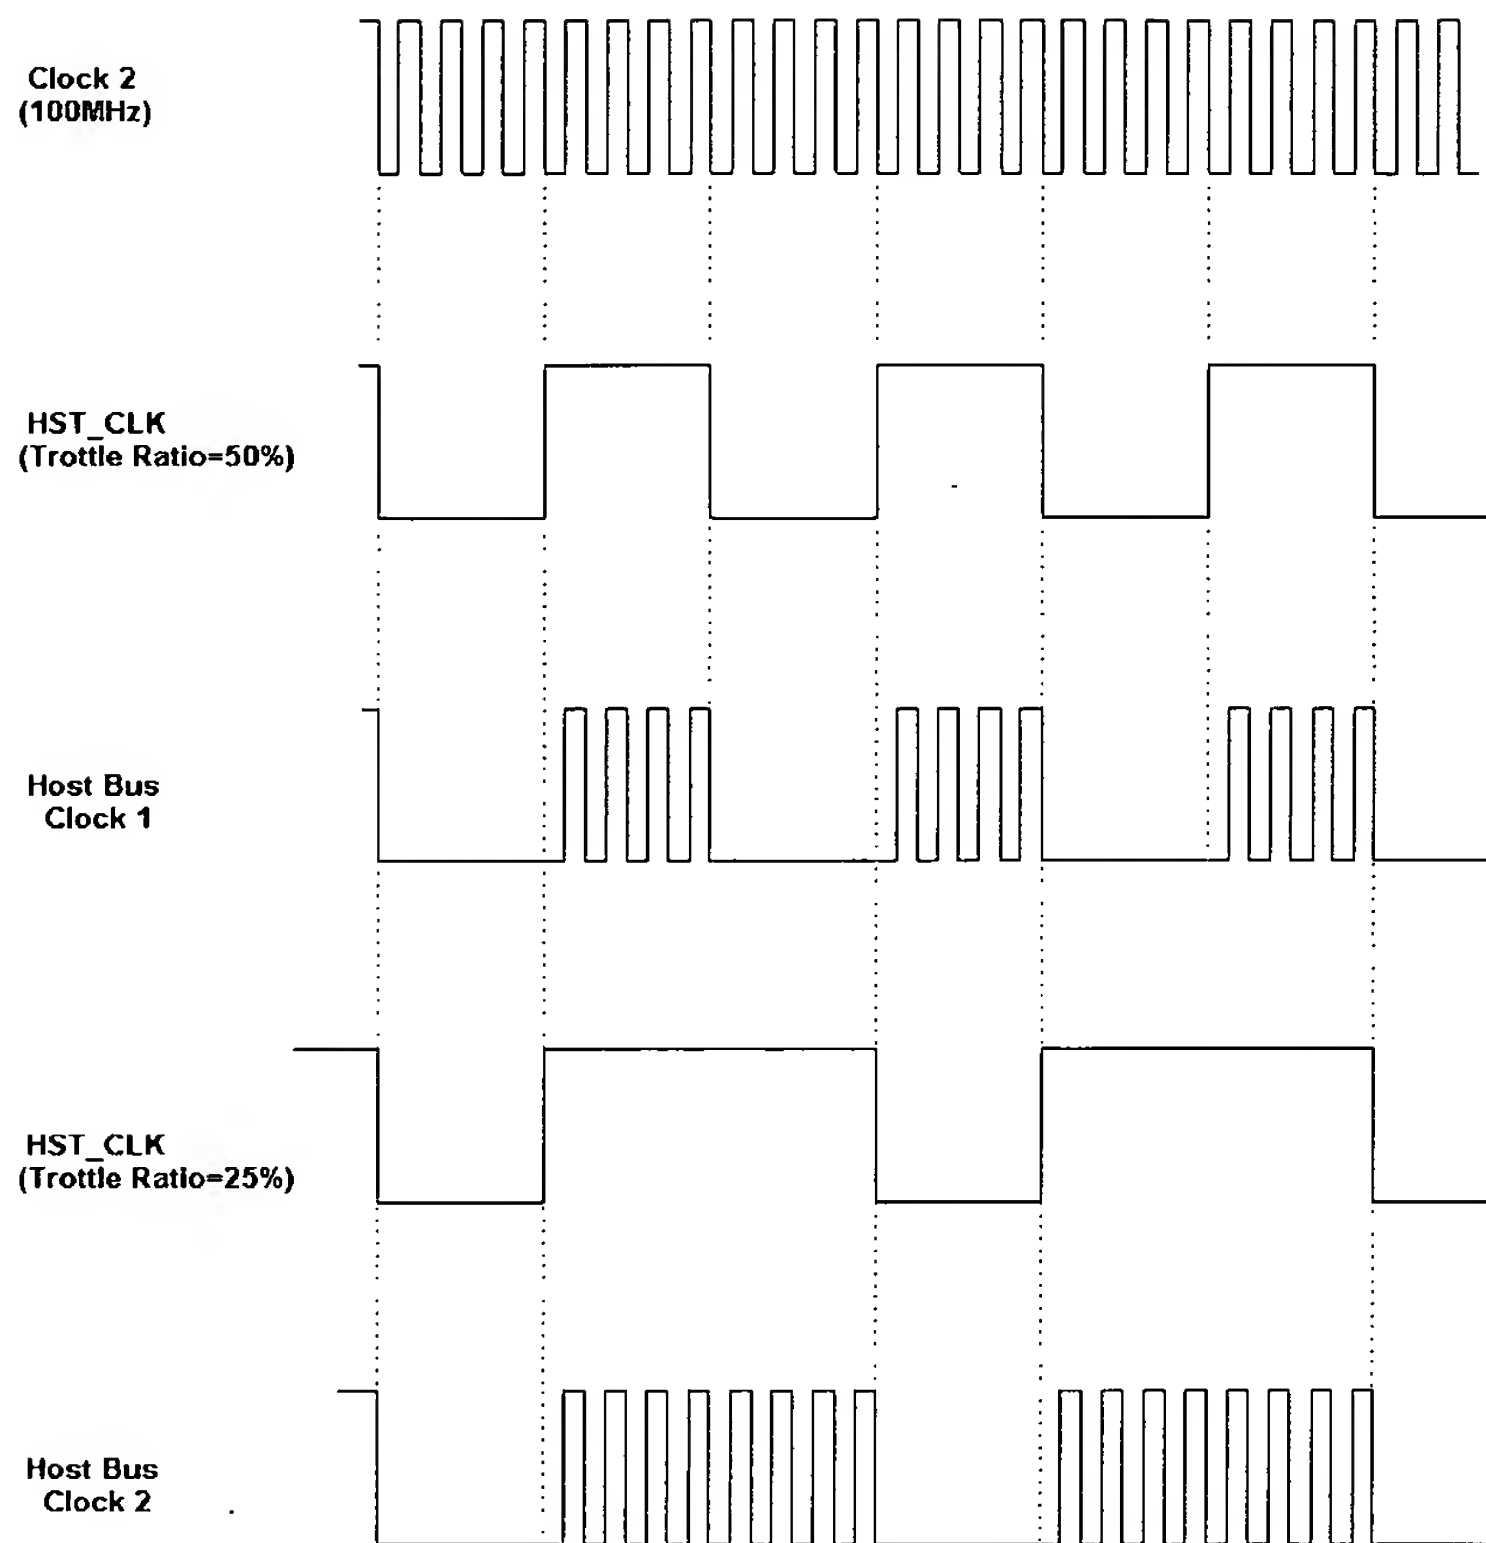 Clock 2
(100MHz)
HST_CLK
(Trottle Ratio=50%)
Host Bus
Clock 1
HST_CLK
(Trottle Ratio=25%)
Host Bus
Clock 2